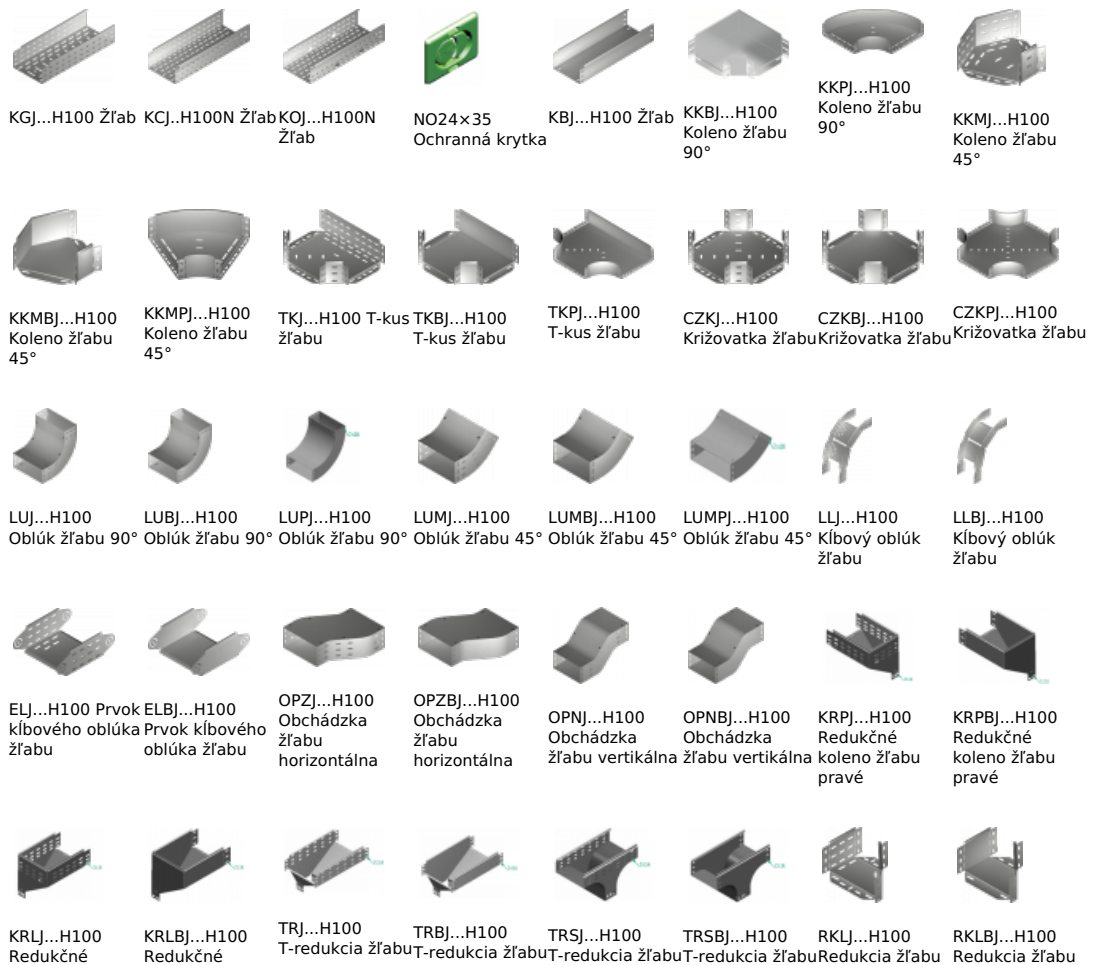 KGJ...H100 Žľab
KCJ..H100N Žľab
KOJ...H100N
Žľab
NO24×35
Ochranná krytka
KBJ...H100 Žľab
KKBJ...H100
Koleno žľabu
90°
KKPJ...H100
Koleno žľabu
90°
KKMJ...H100
Koleno žľabu
45°
KKMBJ...H100
Koleno žľabu
45°
KKMPJ...H100
Koleno žľabu
45°
TKJ...H100 T-kus
žľabu
TKBJ...H100
T-kus žľabu
TKPJ...H100
T-kus žľabu
CZKJ...H100
Križovatka žľabu
CZKBJ...H100
Križovatka žľabu
CZKPJ...H100
Križovatka žľabu
LUJ...H100
Oblúk žľabu 90°
LUBJ...H100
Oblúk žľabu 90°
LUPJ...H100
Oblúk žľabu 90°
LUMJ...H100
Oblúk žľabu 45°
LUMBJ...H100
Oblúk žľabu 45°
LUMPJ...H100
Oblúk žľabu 45°
LLJ...H100
Kĺbový oblúk
žľabu
LLBJ...H100
Kĺbový oblúk
žľabu
ELJ...H100 Prvok
kĺbového oblúka
žľabu
ELBJ...H100
Prvok kĺbového
oblúka žľabu
OPZJ...H100
Obchádzka
žľabu
horizontálna
OPZBJ...H100
Obchádzka
žľabu
horizontálna
OPNJ...H100
Obchádzka
žľabu vertikálna
OPNBJ...H100
Obchádzka
žľabu vertikálna
KRPJ...H100
Redukčné
koleno žľabu
pravé
KRPBJ...H100
Redukčné
koleno žľabu
pravé
KRLJ...H100
Redukčné
KRLBJ...H100
Redukčné
TRJ...H100
T-redukcia žľabu
TRBJ...H100
T-redukcia žľabu
TRSJ...H100
T-redukcia žľabu
TRSBJ...H100
T-redukcia žľabu
RKLJ...H100
Redukcia žľabu
RKLBJ...H100
Redukcia žľabu